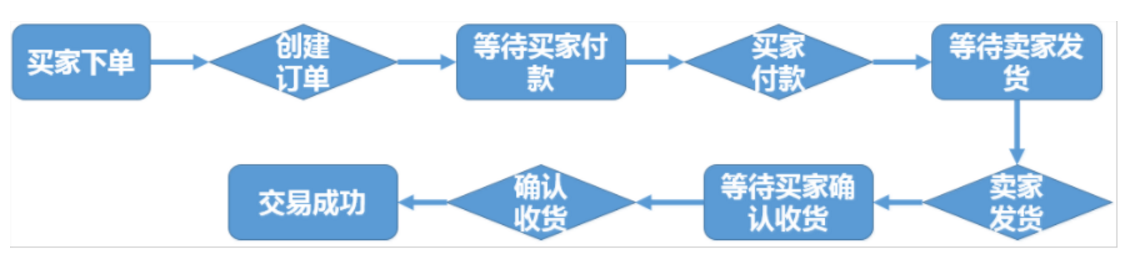 买家下单
创建
订单
等待买家付
款
买家
付款
等待卖家发
货
卖家
发货
等待买家确
认收货
确认
收货
交易成功